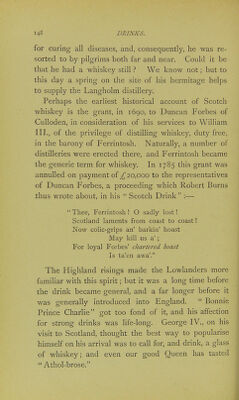 148 DRINKS.
for curing all diseases, and, consequently, he was re-
sorted to by pilgrims both far and near. Could it be
that he had a whiskey still? We know not; but to
this day a spring on the site of his hermitage helps
to supply the Langholm distillery.
Perhaps the earliest historical account of Scotch
whiskey is the grant, in 1690, to Duncan Forbes of
Culloden, in consideration of his services to William
III., of the privilege of distilling whiskey, duty free,
in the barony of Ferrintosh. Naturally, a number of
distilleries were erected there, and Ferrintosh became
the generic term for whiskey. In 1785 this grant was
annulled on payment of £20,000 to the representatives
of Duncan Forbes, a proceeding which Robert Burns
thus wrote about, in his "Scotch Drink":—
"Thee, Ferrintosh! O sadly lost!
Scotland laments from coast to coast!
Now colic-grips an' barkin' hoast
May kill us a';
For loyal Forbes' chartered boast
Is ta'en awa'."
The Highland risings made the Lowlanders more
familiar with this spirit; but it was a long time before
the drink became general, and a far longer before it
was generally introduced into England. "Bonnie
Prince Charlie" got too fond of it, and his affection
for strong drinks was life-long. George IV., on his
visit to Scotland, thought the best way to popularise
himself on his arrival was to call for, and drink, a glass
of whiskey; and even our good Queen has tasted
"Athol-brose."